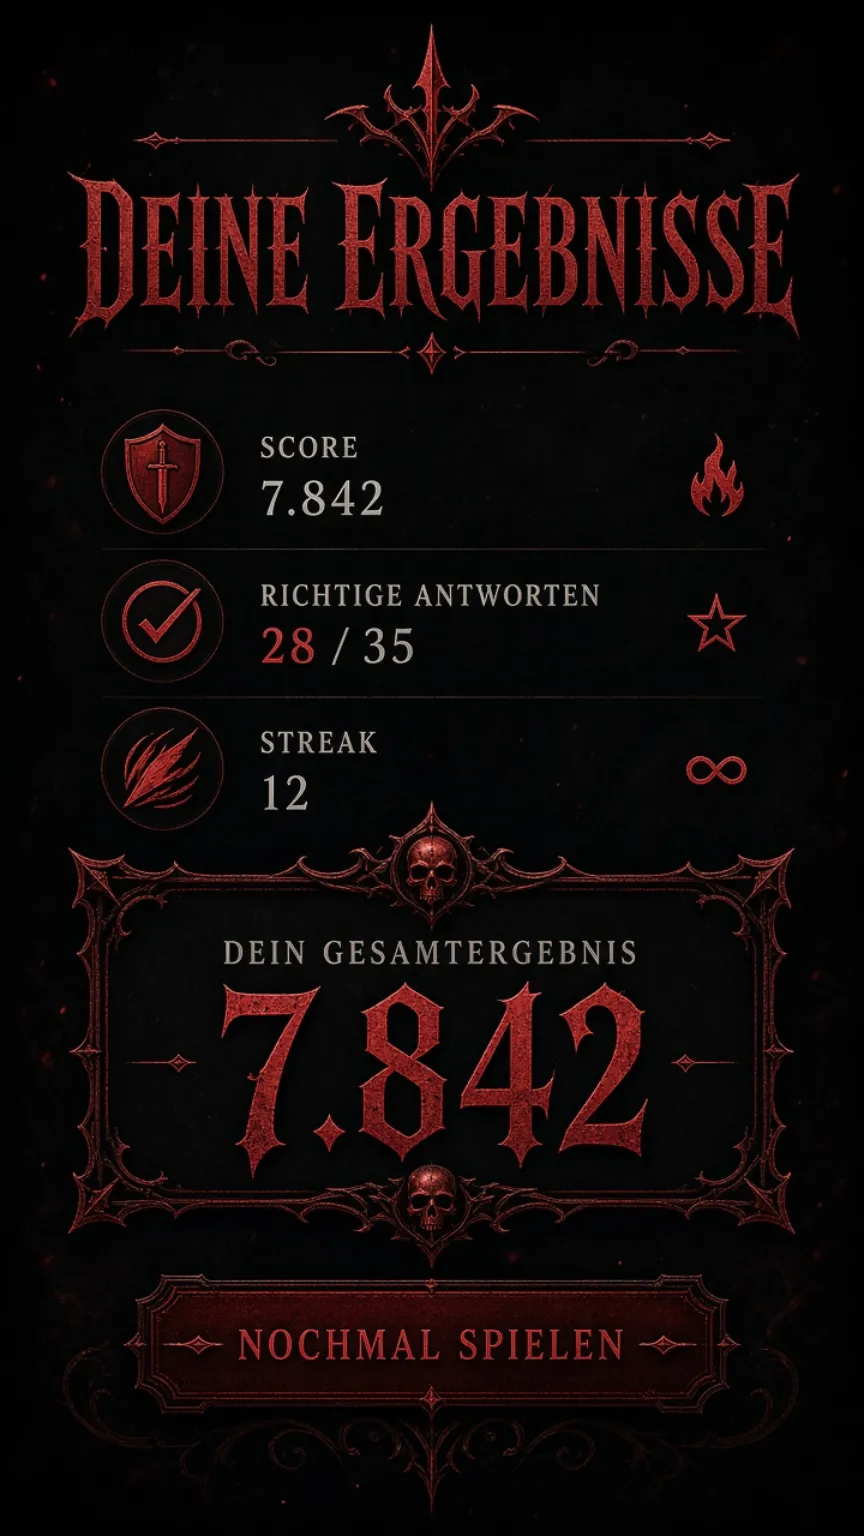 DEINE ERGEBNISSE
SCORE
7.842
RICHTIGE ANTWORTEN
28 / 35
STREAK
12
DEIN GESAMTERGEBNIS
7.842
NOCHMAL SPIELEN